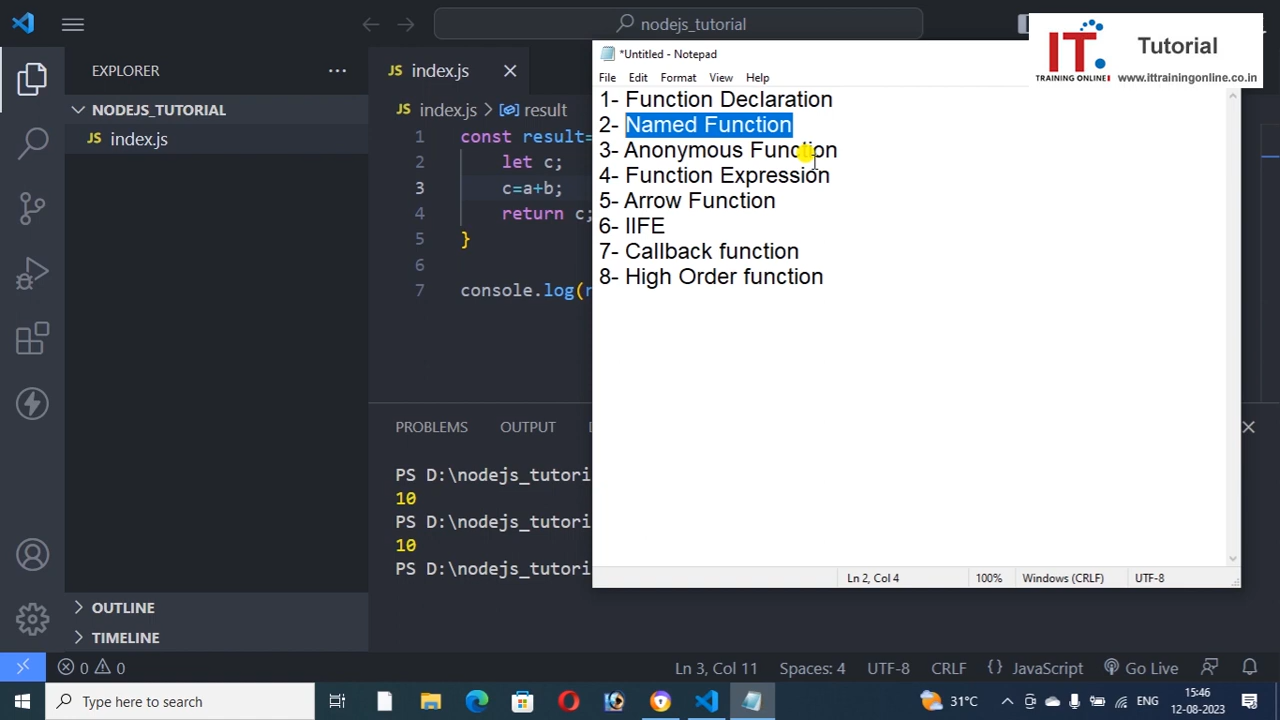 nodejs_tutorial
IT.
TRAINING ONLINE
Tutorial
www.ittrainingonline.co.in
EXPLORER
index.js
NODEJS_TUTORIAL
index.js
index.js > result
1 const result=
2 let c;
3 c=a+b;
4 return c;
5 }
6
7 console.log(
*Untitled - Notepad
File Edit Format View Help
1- Function Declaration
2- Named Function
3- Anonymous Function
4- Function Expression
5- Arrow Function
6- IIFE
7- Callback function
8- High Order function
Ln 2, Col 4 100% Windows (CRLF) UTF-8
PROBLEMS OUTPUT
PS D:\nodejs_tutori
10
PS D:\nodejs_tutori
10
PS D:\nodejs_tutori
OUTLINE
TIMELINE
0 0 Ln 3, Col 11 Spaces: 4 UTF-8 CRLF {} JavaScript Go Live
Type here to search
31°C ENG 15:46
12-08-2023